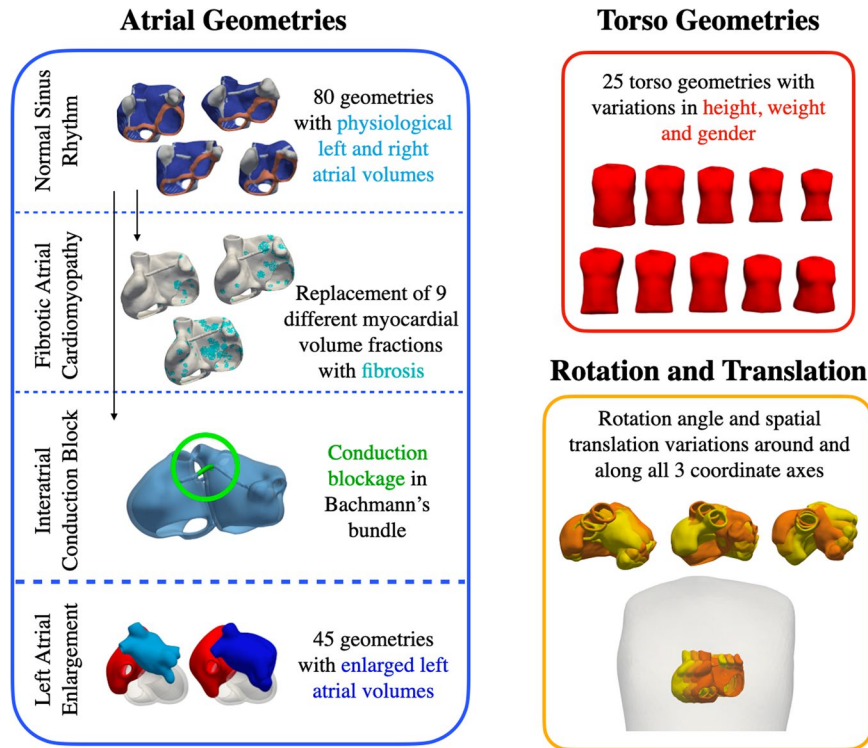 Atrial Geometries
Normal Sinus
Rhythm
80 geometries
with physiological
left and right
atrial volumes
Fibrotic Atrial
Cardiomyopathy
Replacement of 9
different myocardial
volume fractions
with fibrosis
Interatrial
Conduction Block
Conduction
blockage in
Bachmann's
bundle
Left Atrial
Enlargement
45 geometries
with enlarged left
atrial volumes
Torso Geometries
25 torso geometries with
variations in height, weight
and gender
Rotation and Translation
Rotation angle and spatial
translation variations around and
along all 3 coordinate axes